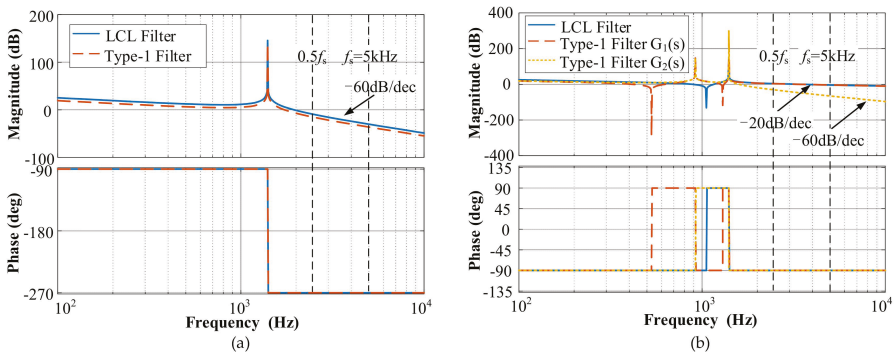 200
100
0
-100
Magnitude (dB)
LCL Filter
Type-1 Filter
0.5fs fs=5kHz
−60dB/dec
-90
-180
-270
Phase (deg)
10^2
10^3
10^4
Frequency (Hz)
(a)
400
200
0
-200
-400
Magnitude (dB)
LCL Filter
Type-1 Filter G1(s)
Type-1 Filter G2(s)
0.5fs fs=5kHz
−20dB/dec
−60dB/dec
135
90
45
0
-45
-90
-135
Phase (deg)
10^2
10^3
10^4
Frequency (Hz)
(b)